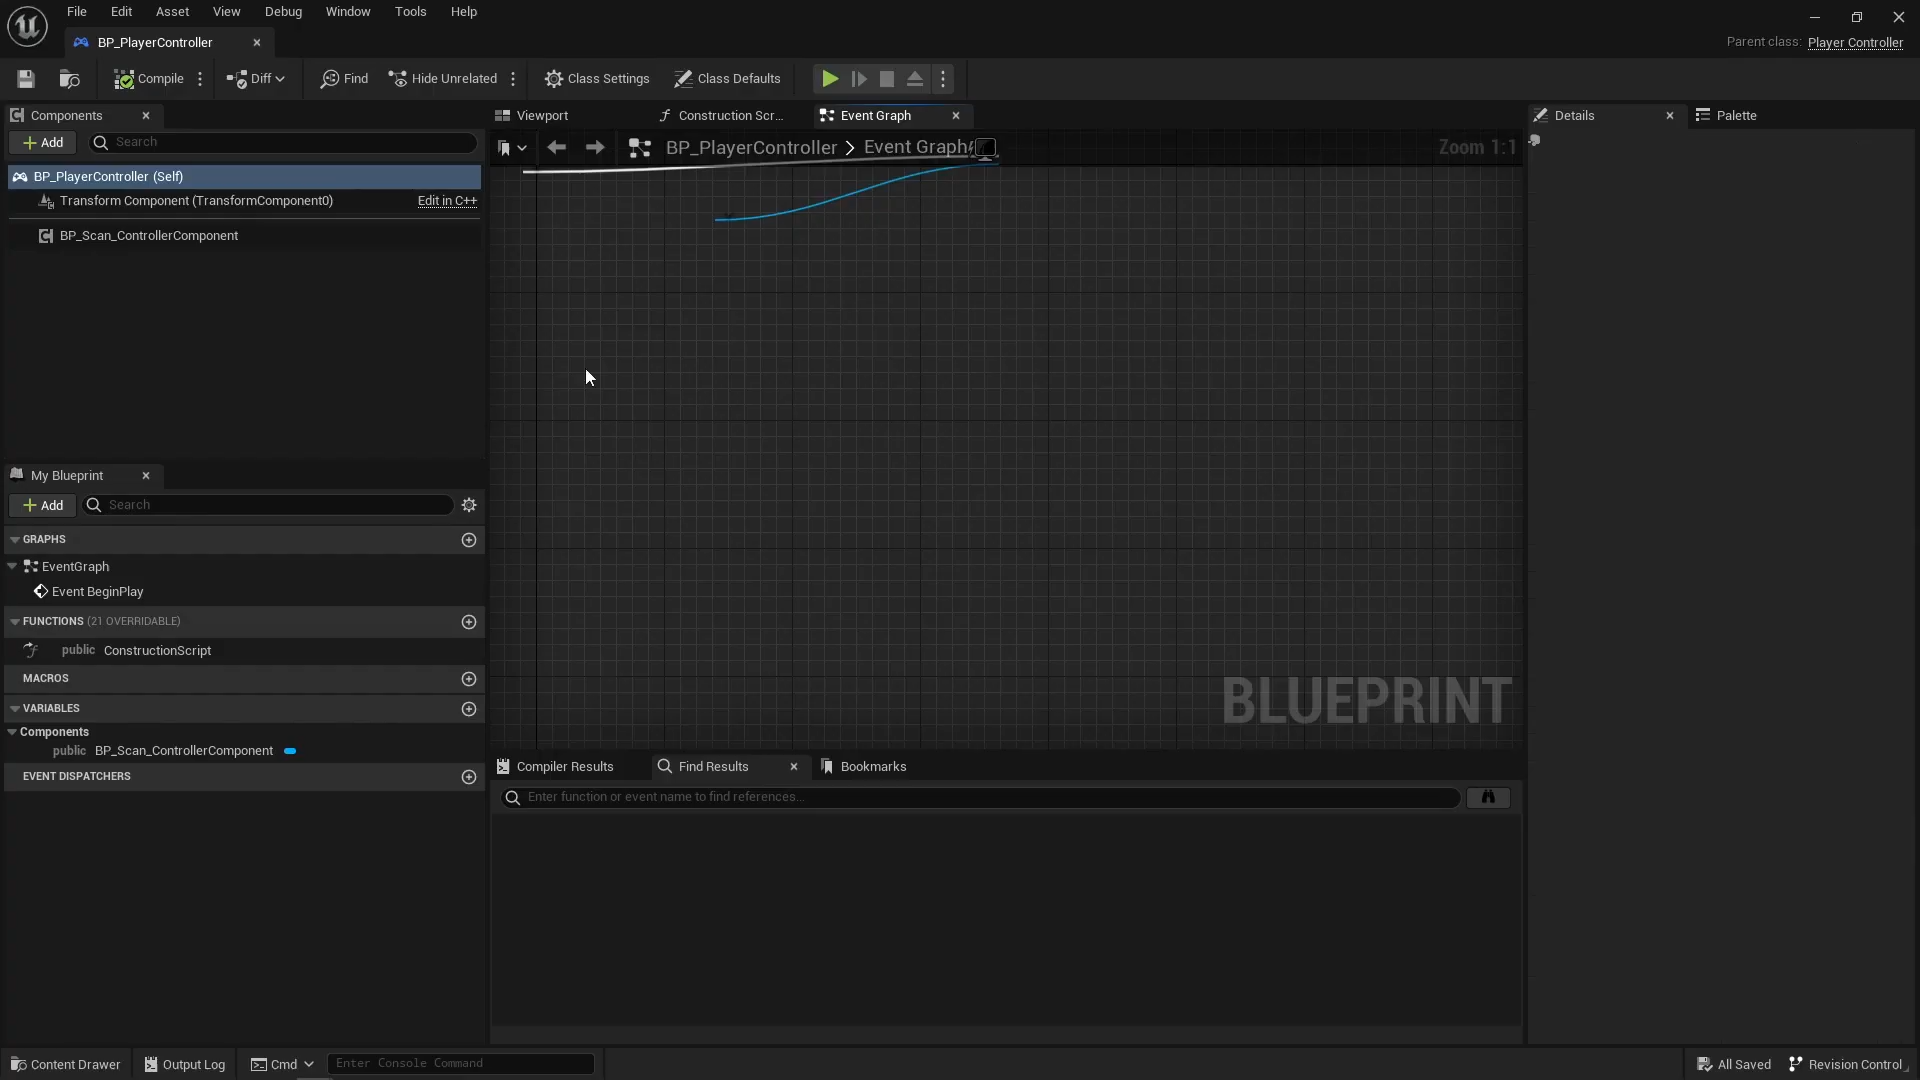 File Edit Asset View Debug Window Tools Help
BP_PlayerController
Parent class: Player Controller
Compile Diff Find Hide Unrelated Class Settings Class Defaults
Components
Viewport Construction Scr... Event Graph
Details Palette
Add Search
BP_PlayerController > Event Graph
Zoom 1:1
BP_PlayerController (Self)
Transform Component (TransformComponent0) Edit in C++
BP_Scan_ControllerComponent
My Blueprint
Add Search
GRAPHS
EventGraph
Event BeginPlay
FUNCTIONS (21 OVERRIDABLE)
public ConstructionScript
MACROS
VARIABLES
Components
public BP_Scan_ControllerComponent
EVENT DISPATCHERS
BLUEPRINT
Compiler Results Find Results Bookmarks
Enter function or event name to find references...
Content Drawer Output Log Cmd Enter Console Command
All Saved Revision Control